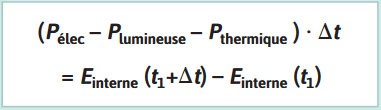 (Pélec – Plumineuse – Pthermique) · Δt
= Einterne (t1+Δt) – Einterne (t1)